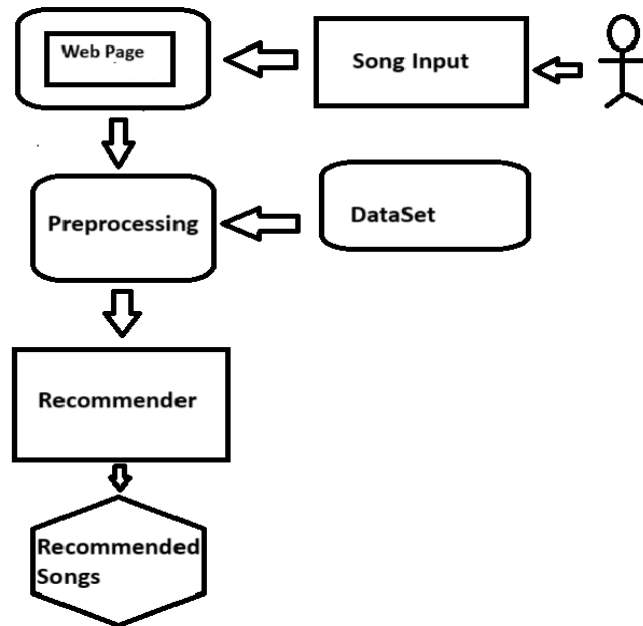 Web Page
Song Input
Preprocessing
DataSet
Recommender
Recommended
Songs